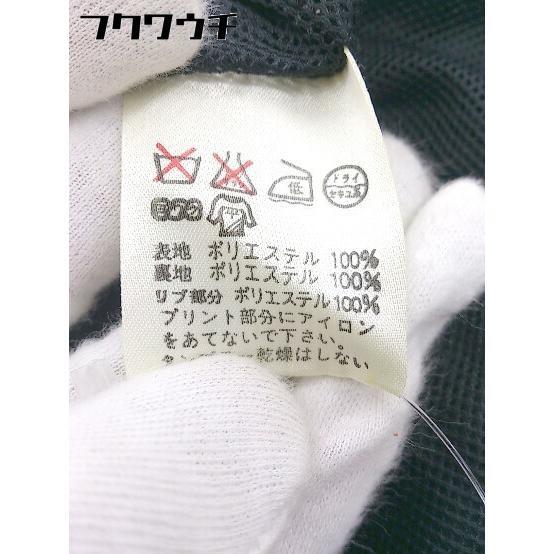 フクワウチ
低
ドライ
セキユ系
表地 ポリエステル 100%
裏地 ポリエステル 100%
リブ部分 ポリエステル 100%
プリント部分にアイロン
をあてないで下さい。
乾燥はしない